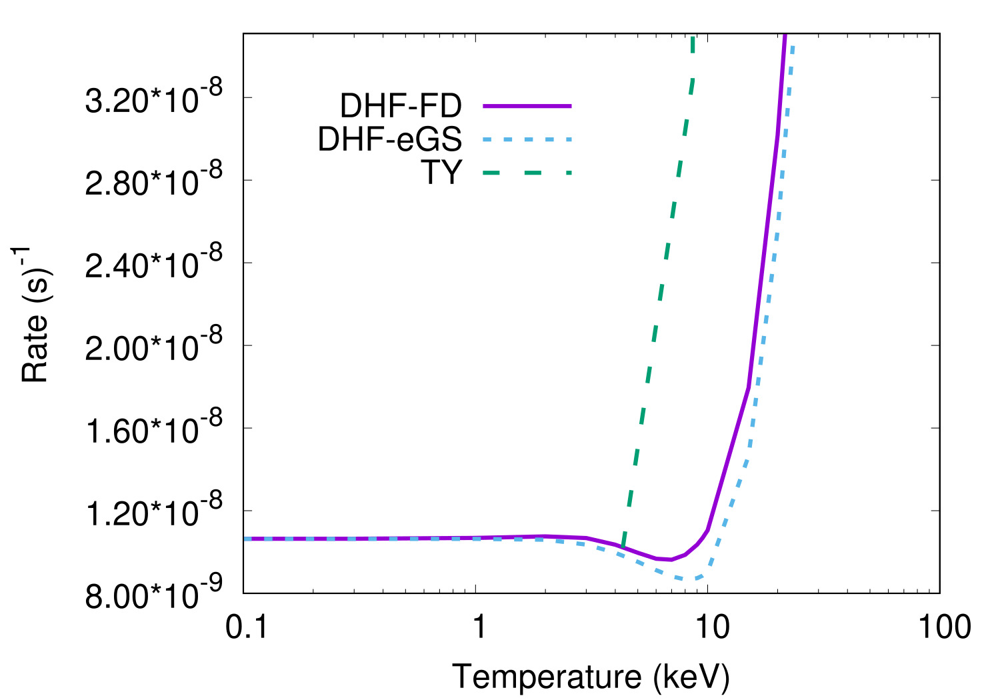 3.20*10^-8
2.80*10^-8
2.40*10^-8
2.00*10^-8
1.60*10^-8
1.20*10^-8
8.00*10^-9
Rate (s)^-1
DHF-FD
DHF-eGS
TY
0.1 1 10 100
Temperature (keV)